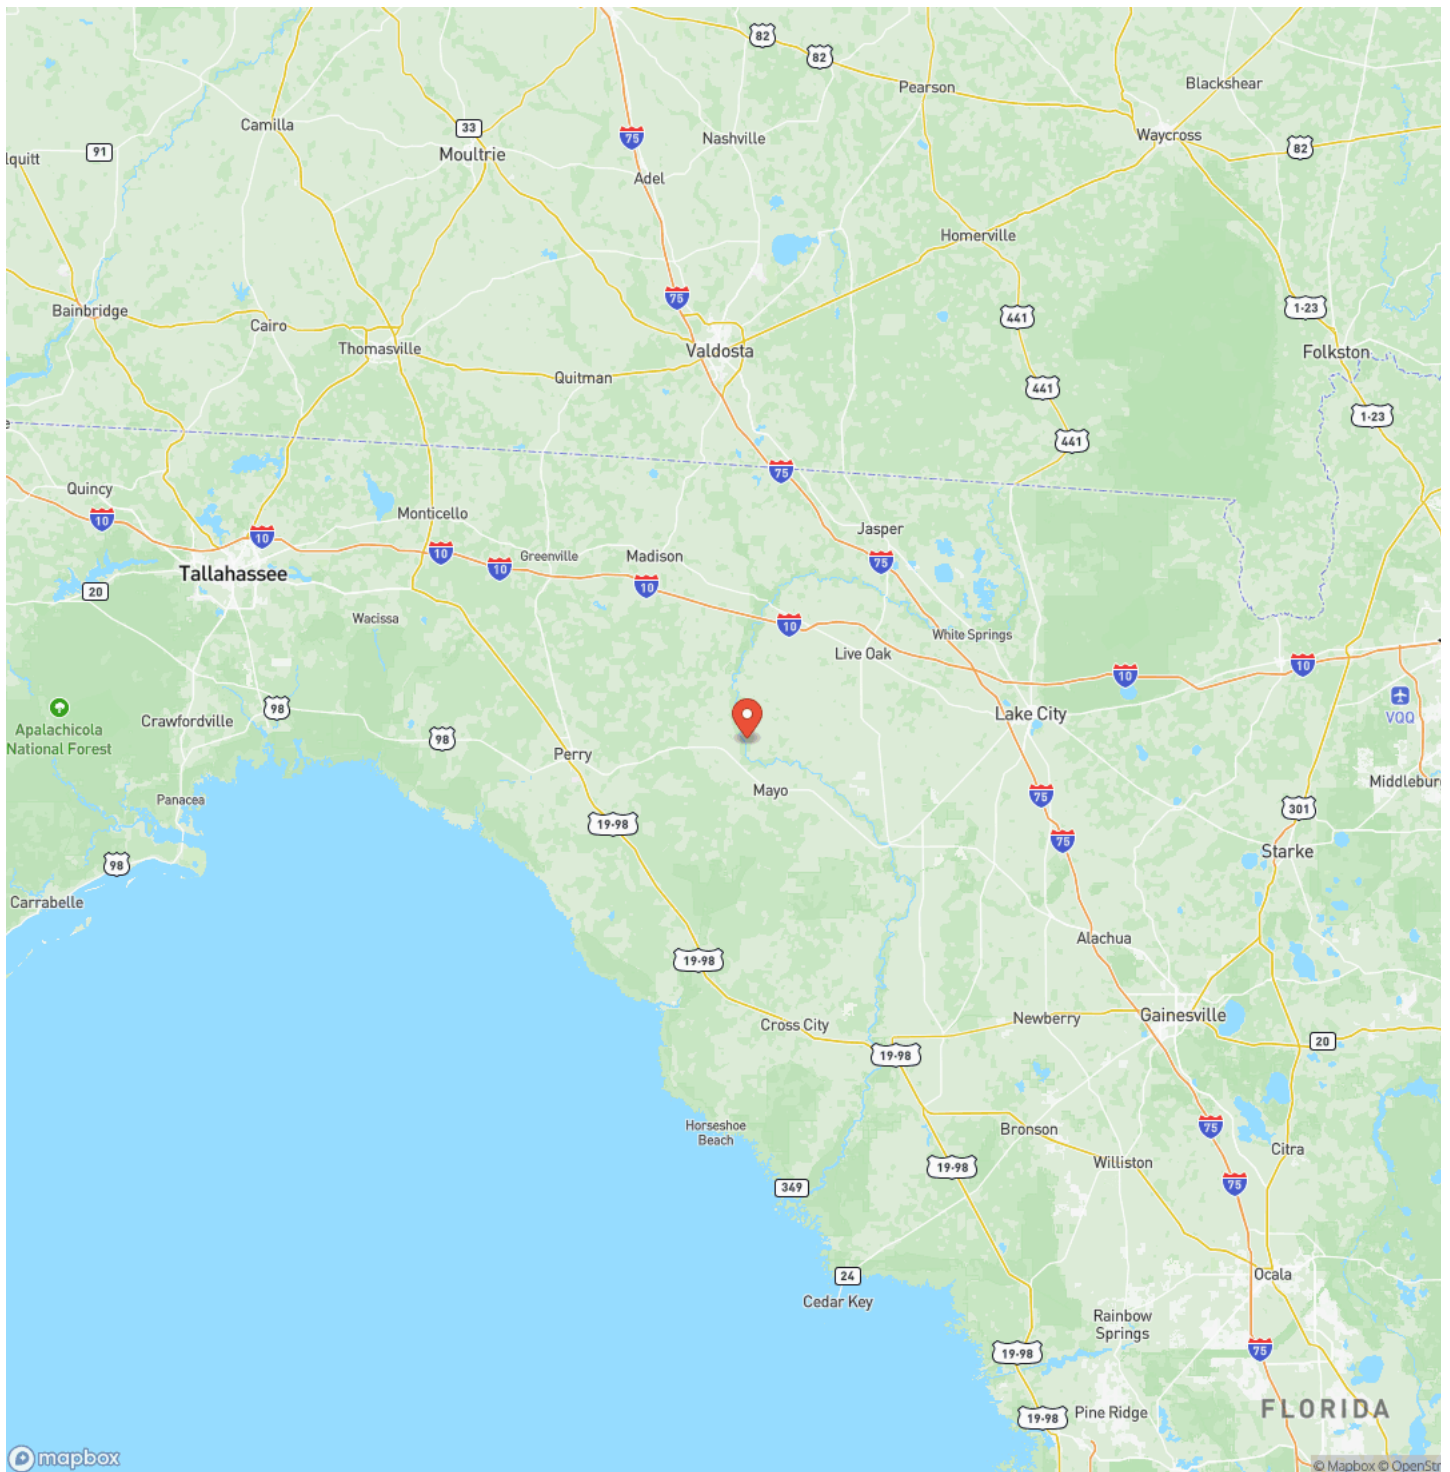 82
82
Pearson
Blackshear
Camilla
33
75
Nashville
Waycross
82
91
lquitt
Moultrie
Adel
Homerville
75
441
1-23
Bainbridge
Cairo
Thomasville
Valdosta
Folkston
Quitman
441
1-23
441
75
Quincy
Monticello
10
10
Jasper
10
Greenville
Madison
75
10
Tallahassee
10
20
Wacissa
10
White Springs
Live Oak
10
10
VQQ
98
Lake City
Apalachicola
National Forest
Crawfordville
98
Perry
Middlebur
Mayo
75
Panacea
301
19-98
75
Starke
98
Carrabelle
Alachua
19-98
Cross City
Newberry
Gainesville
20
19-98
Horseshoe
Beach
Bronson
75
Citra
Williston
19-98
349
75
24
Ocala
Cedar Key
Rainbow
Springs
19-98
75
19-98
Pine Ridge
FLORIDA
mapbox
© Mapbox © OpenStr